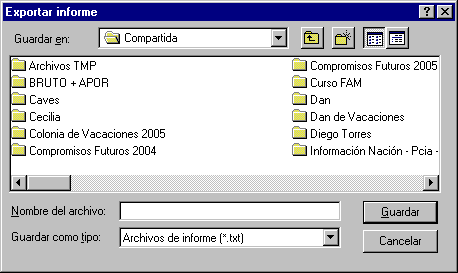 Exportar informe
Guardar en: Compartida
Archivos TMP
BRUTO + APOR
Caves
Cecilia
Colonia de Vacaciones 2005
Compromisos Futuros 2004
Compromisos Futuros 2005
Curso FAM
Dan
Dan de Vacaciones
Diego Torres
Información Nación - Pcia -
Nombre del archivo:
Guardar
Guardar como tipo: Archivos de informe (*.txt)
Cancelar